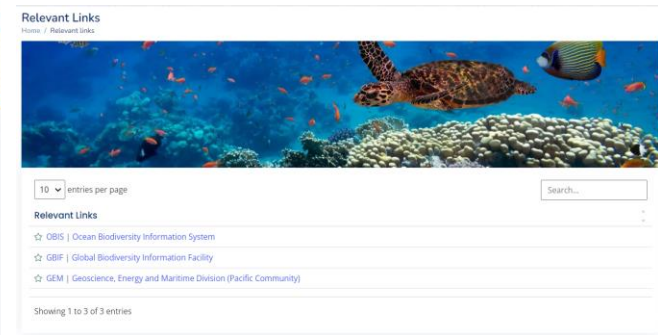 Relevant Links
Home / Relevant links
10 entries per page
Search...
Relevant Links
OBIS | Ocean Biodiversity Information System
GBIF | Global Biodiversity Information Facility
GEM | Geoscience, Energy and Maritime Division (Pacific Community)
Showing 1 to 3 of 3 entries